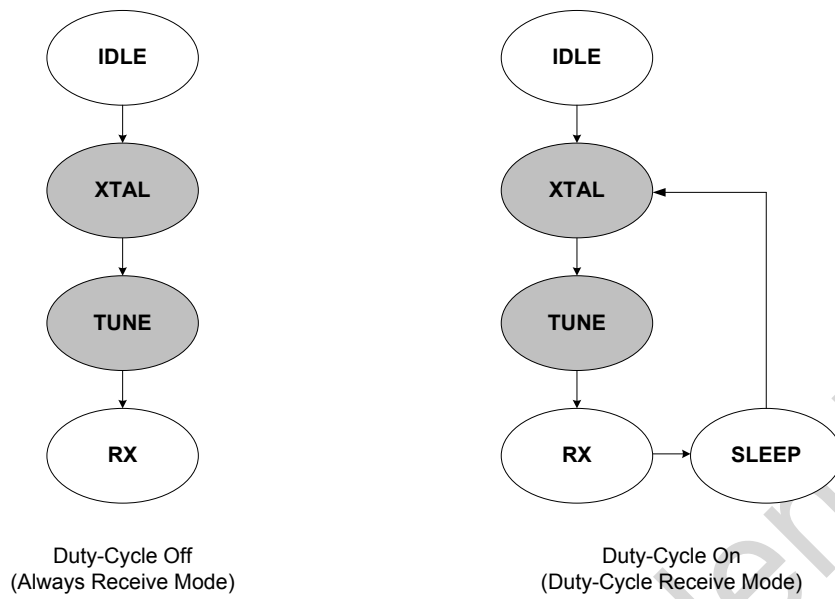 IDLE
XTAL
TUNE
RX
Duty-Cycle Off
(Always Receive Mode)
IDLE
XTAL
TUNE
RX
SLEEP
Duty-Cycle On
(Duty-Cycle Receive Mode)